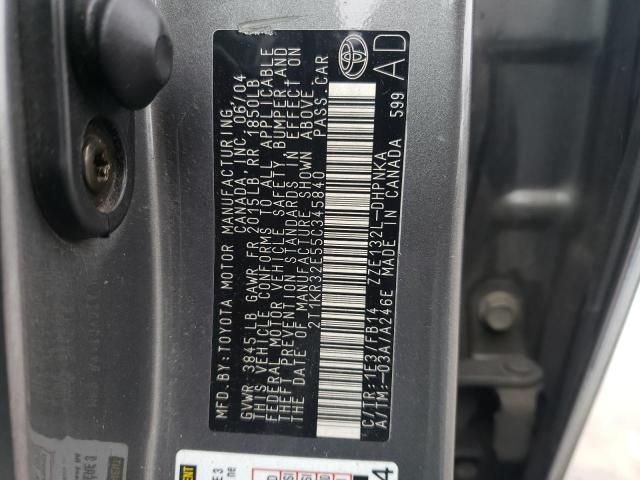 MFD. BY: TOYOTA MOTOR MANUFACTURING
CANADA, INC. 06/04
GVWR 3845 LB GAWR FR 2015 LB, RR 1850 LB
THIS VEHICLE CONFORMS TO ALL APPLICABLE
FEDERAL MOTOR VEHICLE SAFETY, BUMPER AND
THEFT PREVENTION STANDARDS IN EFFECT ON
THE DATE OF MANUFACTURE SHOWN ABOVE.
2T1KR32E55C345840 PASS. CAR
C/TR: 1E3/FB14 ZZE132L-DHPNKA
A/TM: -03A/A246E MADE IN CANADA 599
AD
4